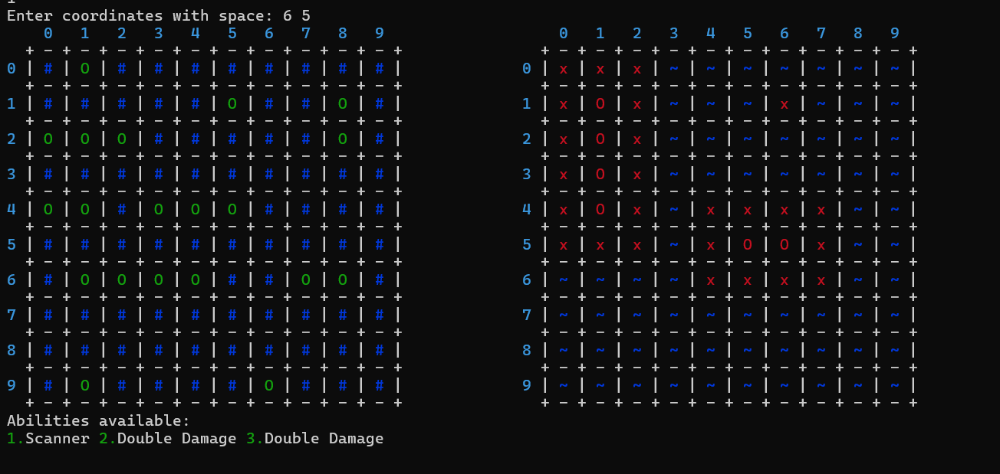 Enter coordinates with space: 6 5
0 1 2 3 4 5 6 7 8 9 0 1 2 3 4 5 6 7 8 9
+ - + - + - + - + - + - + - + - + - + - + + - + - + - + - + - + - + - + - + - + - +
0 | # | O | # | # | # | # | # | # | # | # | 0 | x | x | x | ~ | ~ | ~ | ~ | ~ | ~ | ~ |
+ - + - + - + - + - + - + - + - + - + - + + - + - + - + - + - + - + - + - + - + - +
1 | # | # | # | # | # | O | # | # | O | # | 1 | x | O | x | ~ | ~ | ~ | x | ~ | ~ | ~ |
+ - + - + - + - + - + - + - + - + - + - + + - + - + - + - + - + - + - + - + - + - +
2 | O | O | O | # | # | # | # | # | O | # | 2 | x | O | x | ~ | ~ | ~ | ~ | ~ | ~ | ~ |
+ - + - + - + - + - + - + - + - + - + - + + - + - + - + - + - + - + - + - + - + - +
3 | # | # | # | # | # | # | # | # | # | # | 3 | x | O | x | ~ | ~ | ~ | ~ | ~ | ~ | ~ |
+ - + - + - + - + - + - + - + - + - + - + + - + - + - + - + - + - + - + - + - + - +
4 | O | O | # | O | O | O | # | # | # | # | 4 | x | O | x | ~ | x | x | x | x | ~ | ~ |
+ - + - + - + - + - + - + - + - + - + - + + - + - + - + - + - + - + - + - + - + - +
5 | # | # | # | # | # | # | # | # | # | # | 5 | x | x | x | ~ | x | O | O | x | ~ | ~ |
+ - + - + - + - + - + - + - + - + - + - + + - + - + - + - + - + - + - + - + - + - +
6 | # | O | O | O | O | # | # | O | O | # | 6 | ~ | ~ | ~ | ~ | x | x | x | x | ~ | ~ |
+ - + - + - + - + - + - + - + - + - + - + + - + - + - + - + - + - + - + - + - + - +
7 | # | # | # | # | # | # | # | # | # | # | 7 | ~ | ~ | ~ | ~ | ~ | ~ | ~ | ~ | ~ | ~ |
+ - + - + - + - + - + - + - + - + - + - + + - + - + - + - + - + - + - + - + - + - +
8 | # | # | # | # | # | # | # | # | # | # | 8 | ~ | ~ | ~ | ~ | ~ | ~ | ~ | ~ | ~ | ~ |
+ - + - + - + - + - + - + - + - + - + - + + - + - + - + - + - + - + - + - + - + - +
9 | # | O | # | # | # | # | O | # | # | # | 9 | ~ | ~ | ~ | ~ | ~ | ~ | ~ | ~ | ~ | ~ |
+ - + - + - + - + - + - + - + - + - + - + + - + - + - + - + - + - + - + - + - + - +
Abilities available:
1.Scanner 2.Double Damage 3.Double Damage